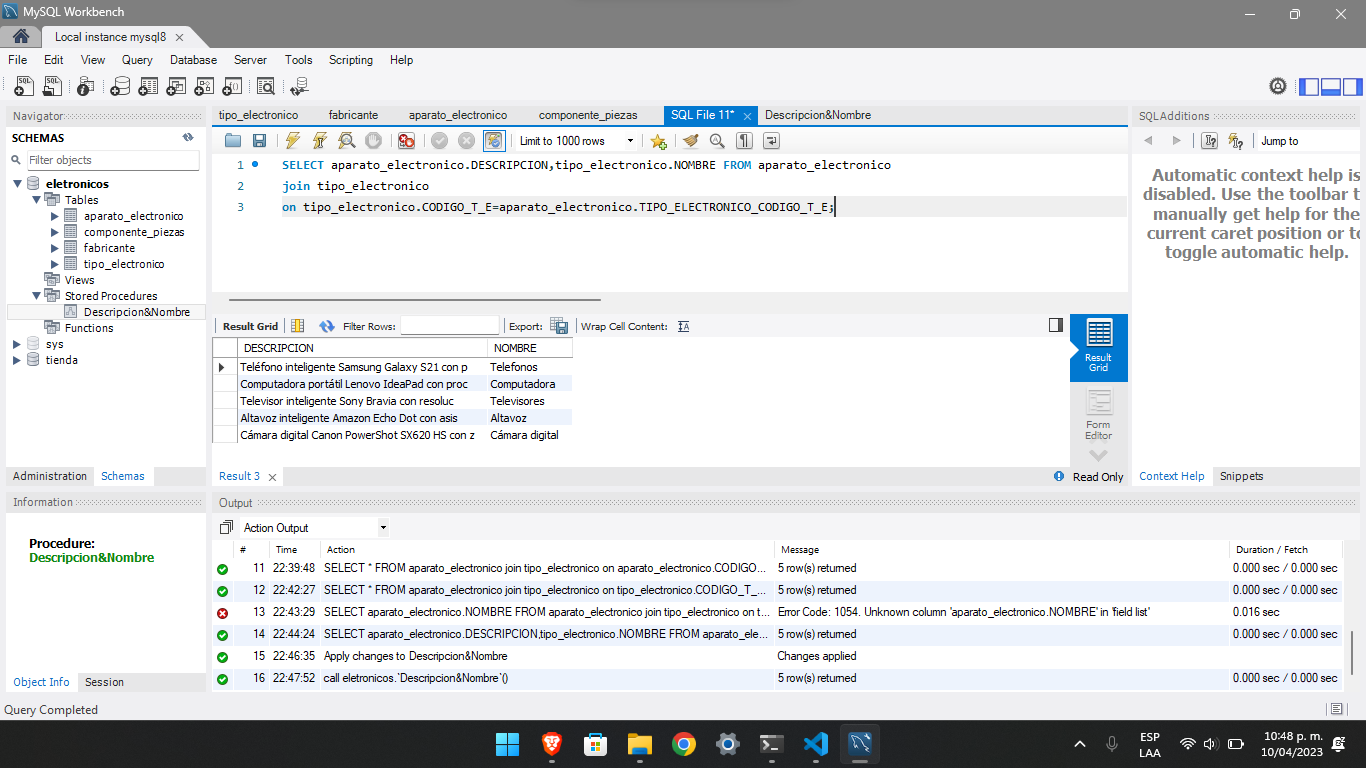 MySQL Workbench
Local instance mysql8
File Edit View Query Database Server Tools Scripting Help
Navigator
SCHEMAS
Filter objects
eletronicos
Tables
aparato_electronico
componente_piezas
fabricante
tipo_electronico
Views
Stored Procedures
Descripcion&Nombre
Functions
sys
tienda
Administration Schemas
Information
Procedure:
Descripcion&Nombre
Object Info Session
tipo_electronico fabricante aparato_electronico componente_piezas SQL File 11* Descripcion&Nombre
Limit to 1000 rows
1 SELECT aparato_electronico.DESCRIPCION,tipo_electronico.NOMBRE FROM aparato_electronico
2 join tipo_electronico
3 on tipo_electronico.CODIGO_T_E=aparato_electronico.TIPO_ELECTRONICO_CODIGO_T_E;
Result Grid Filter Rows: Export: Wrap Cell Content:
DESCRIPCION NOMBRE
Teléfono inteligente Samsung Galaxy S21 con p Telefonos
Computadora portátil Lenovo IdeaPad con proc Computadora
Televisor inteligente Sony Bravia con resoluc Televisores
Altavoz inteligente Amazon Echo Dot con asis Altavoz
Cámara digital Canon PowerShot SX620 HS con z Cámara digital
Result
Grid
Form
Editor
Result 3 Read Only
SQLAdditions
Jump to
Automatic context help is
disabled. Use the toolbar t
manually get help for the
current caret position or to
toggle automatic help.
Context Help Snippets
Output
Action Output
# Time Action Message Duration / Fetch
11 22:39:48 SELECT * FROM aparato_electronico join tipo_electronico on aparato_electronico.CODIGO... 5 row(s) returned 0.000 sec / 0.000 sec
12 22:42:27 SELECT * FROM aparato_electronico join tipo_electronico on tipo_electronico.CODIGO_T_... 5 row(s) returned 0.000 sec / 0.000 sec
13 22:43:29 SELECT aparato_electronico.NOMBRE FROM aparato_electronico join tipo_electronico on t... Error Code: 1054. Unknown column 'aparato_electronico.NOMBRE' in 'field list' 0.016 sec
14 22:44:24 SELECT aparato_electronico.DESCRIPCION,tipo_electronico.NOMBRE FROM aparato_ele... 5 row(s) returned 0.000 sec / 0.000 sec
15 22:46:35 Apply changes to Descripcion&Nombre Changes applied
16 22:47:52 call eletronicos.`Descripcion&Nombre`() 5 row(s) returned 0.000 sec / 0.000 sec
Query Completed
ESP
LAA
10:48 p. m.
10/04/2023